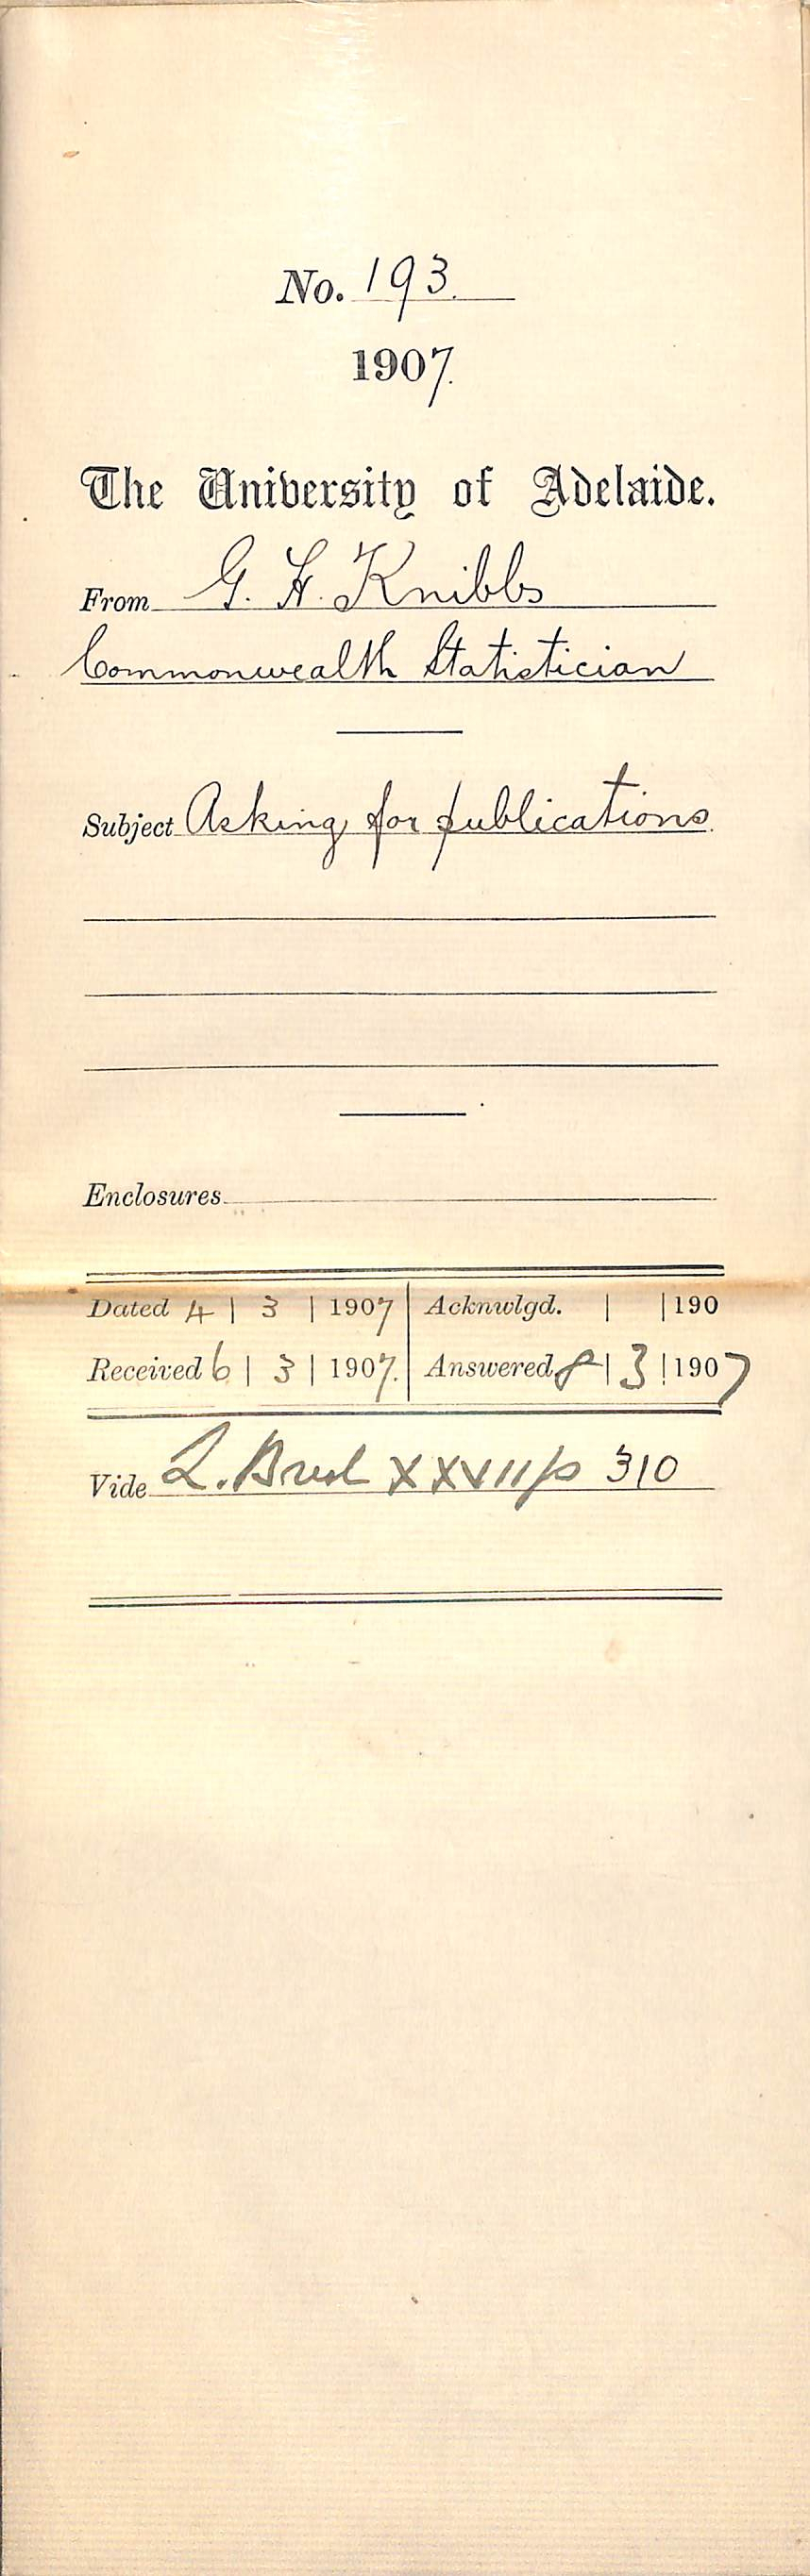 No. 193.
1907.
The University of Adelaide.
From G. H. Knibbs
Commonwealth Statistician
Subject Asking for publications.
Enclosures
Dated 4 | 3 | 1907 Acknwlgd. | | 190
Received 6 | 3 | 1907. Answered 8 | 3 | 1907
Vide L. XXVII p 310